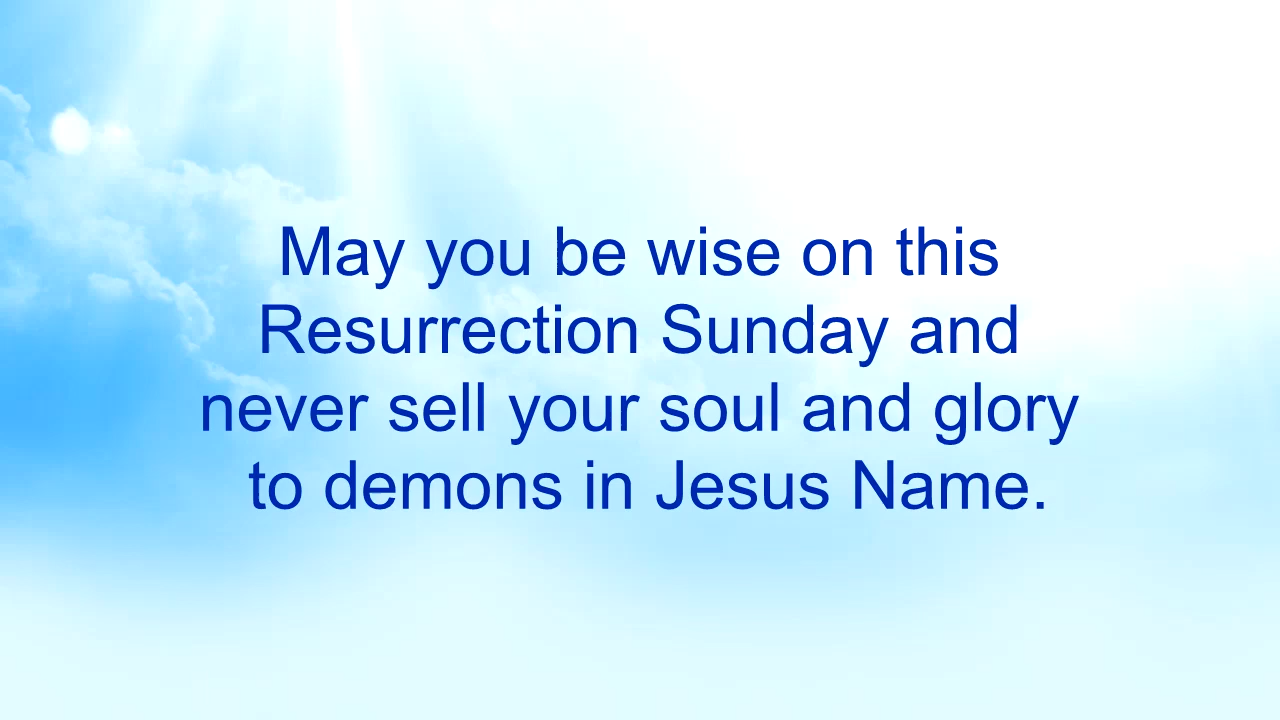 May you be wise on this
Resurrection Sunday and
never sell your soul and glory
to demons in Jesus Name.